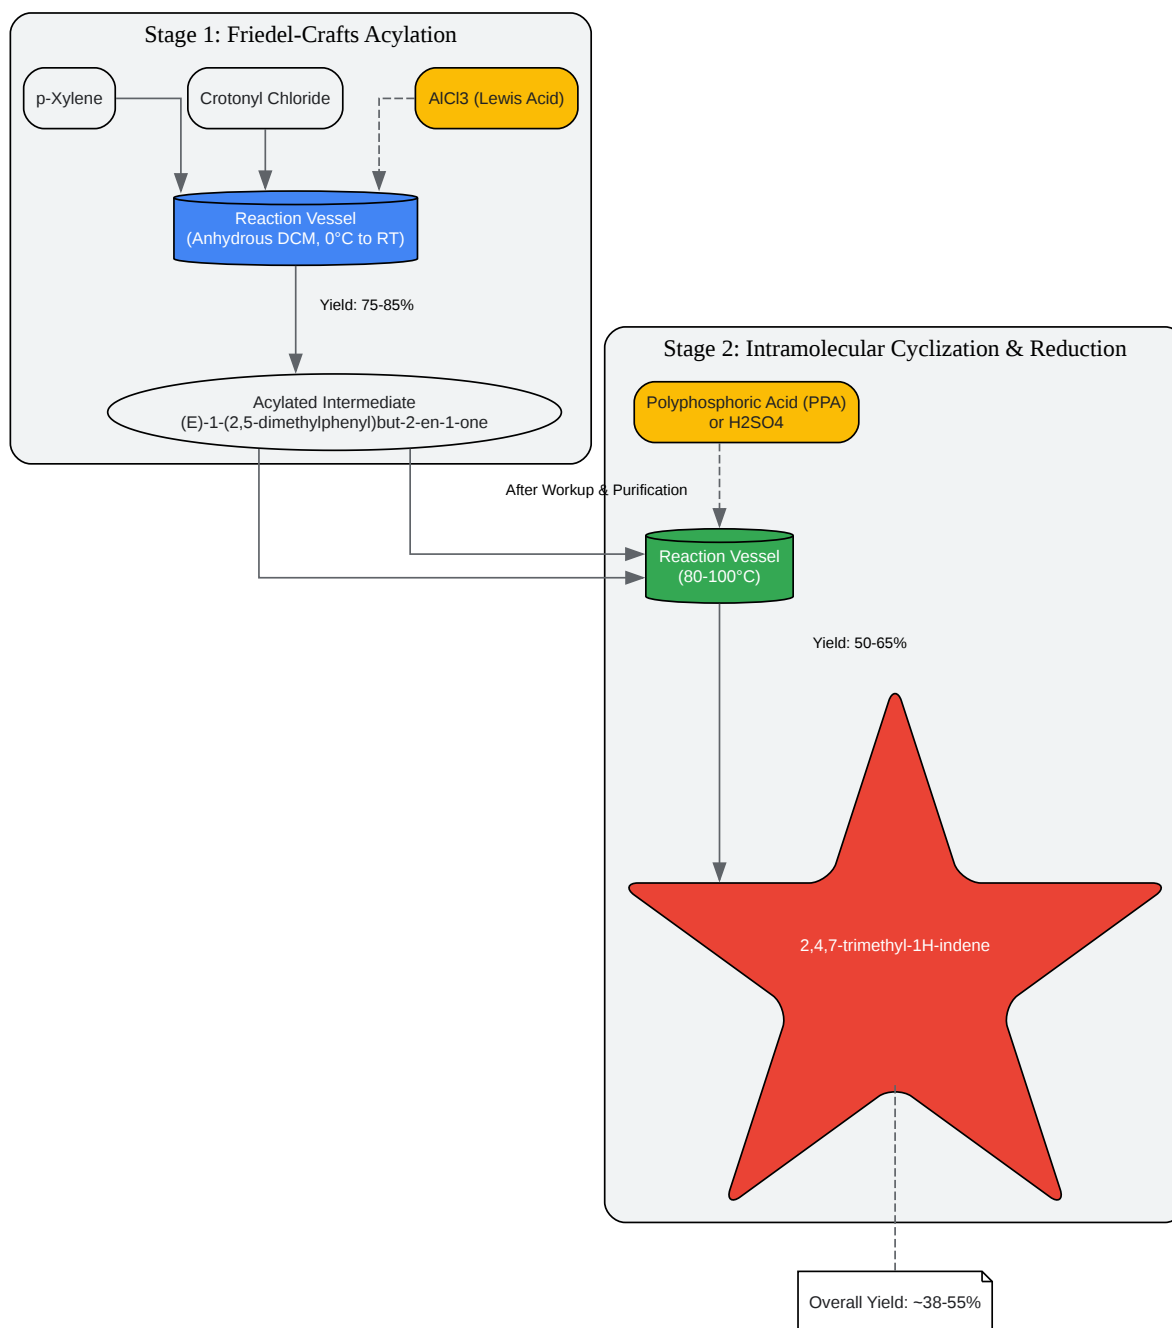 Stage 1: Friedel-Crafts Acylation
p-Xylene
Crotonyl Chloride
AlCl3 (Lewis Acid)
Reaction Vessel
(Anhydrous DCM, 0°C to RT)
Yield: 75-85%
Acylated Intermediate
(E)-1-(2,5-dimethylphenyl)but-2-en-1-one
Stage 2: Intramolecular Cyclization & Reduction
Polyphosphoric Acid (PPA)
or H2SO4
After Workup & Purification
Reaction Vessel
(80-100°C)
Yield: 50-65%
2,4,7-trimethyl-1H-indene
Overall Yield: ~38-55%